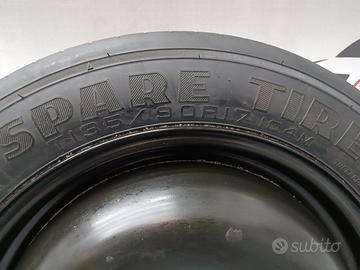 SPARE TIRE
T135/90R17 104M
subito